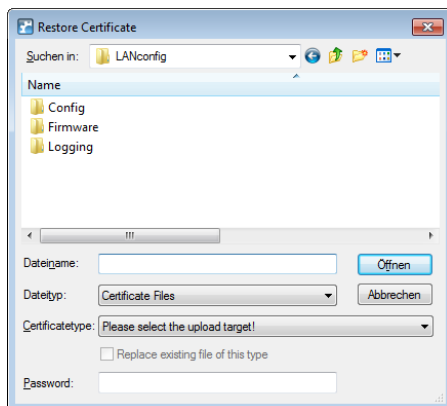 Restore Certificate
Suchen in: LANconfig
Name
Config
Firmware
Logging
Dateiname: Öffnen
Dateityp: Certificate Files Abbrechen
Certificatetype: Please select the upload target!
Replace existing file of this type
Password: